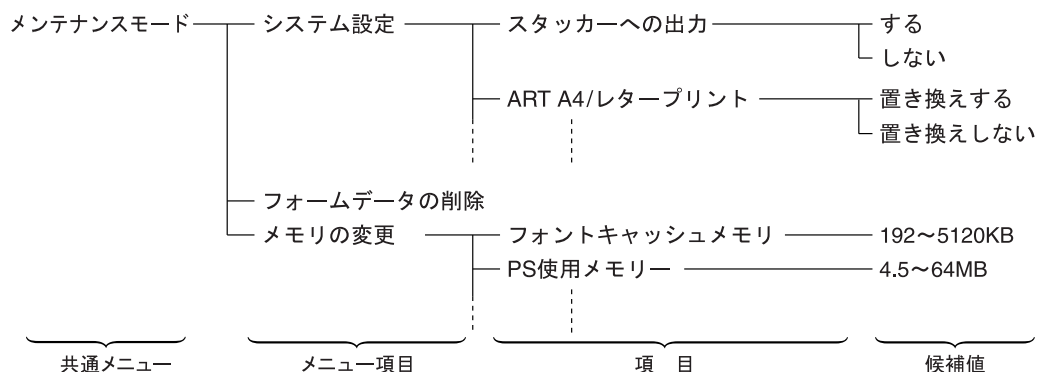 メンテナンスモード システム設定 スタッカーへの出力 する
しない
ART A4/レタープリント 置き換えする
置き換えしない
フォームデータの削除
メモリの変更 フォントキャッシュメモリ 192〜5120KB
PS使用メモリー 4.5〜64MB
共通メニュー メニュー項目 項 目 候補値